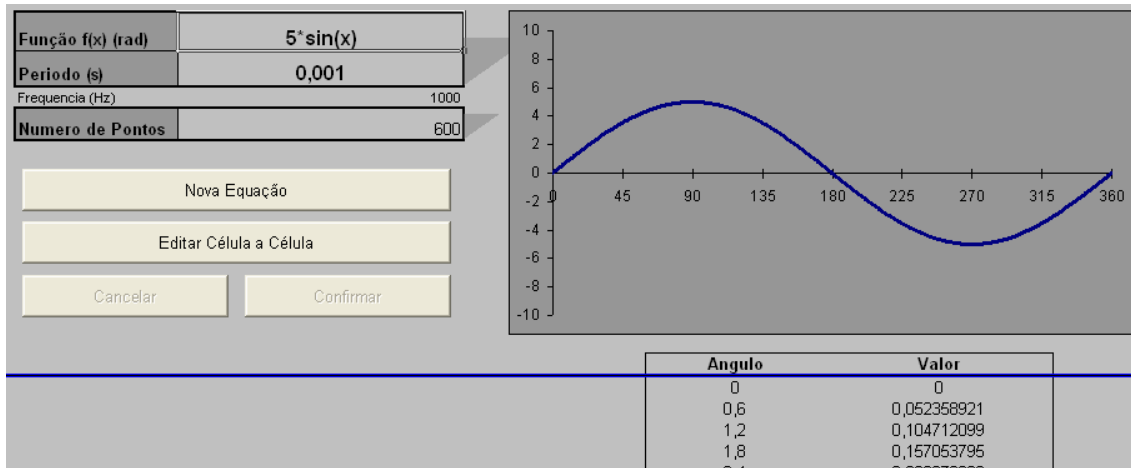 Função f(x) (rad) 5*sin(x)
Periodo (s) 0,001
Frequencia (Hz) 1000
Numero de Pontos 600
Nova Equação
Editar Célula a Célula
Cancelar Confirmar
10
8
6
4
2
0
-2
-4
-6
-8
-10
0 45 90 135 180 225 270 315 360
Angulo Valor
0 0
0,6 0,052358921
1,2 0,104712099
1,8 0,157053795